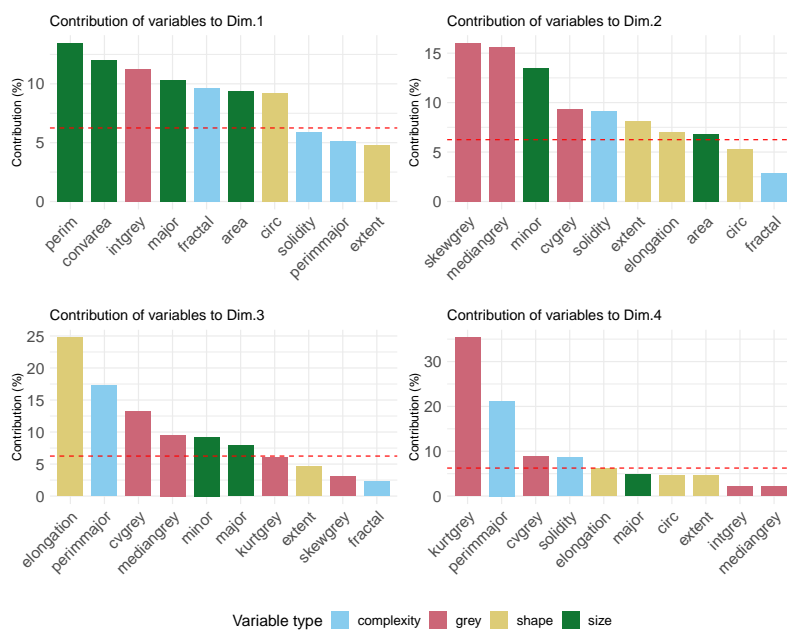 Contribution of variables to Dim.1
Contribution (%)
10
5
0
perim
convarea
intgrey
major
fractal
area
circ
solidity
perimmajor
extent
Contribution of variables to Dim.2
Contribution (%)
15
10
5
0
skewgrey
mediangrey
minor
cvgrey
solidity
extent
elongation
area
circ
fractal
Contribution of variables to Dim.3
Contribution (%)
25
20
15
10
5
0
elongation
perimmajor
cvgrey
mediangrey
minor
major
kurtgrey
extent
skewgrey
fractal
Contribution of variables to Dim.4
Contribution (%)
30
20
10
0
kurtgrey
perimmajor
cvgrey
solidity
elongation
major
circ
extent
intgrey
mediangrey
Variable type complexity grey shape size